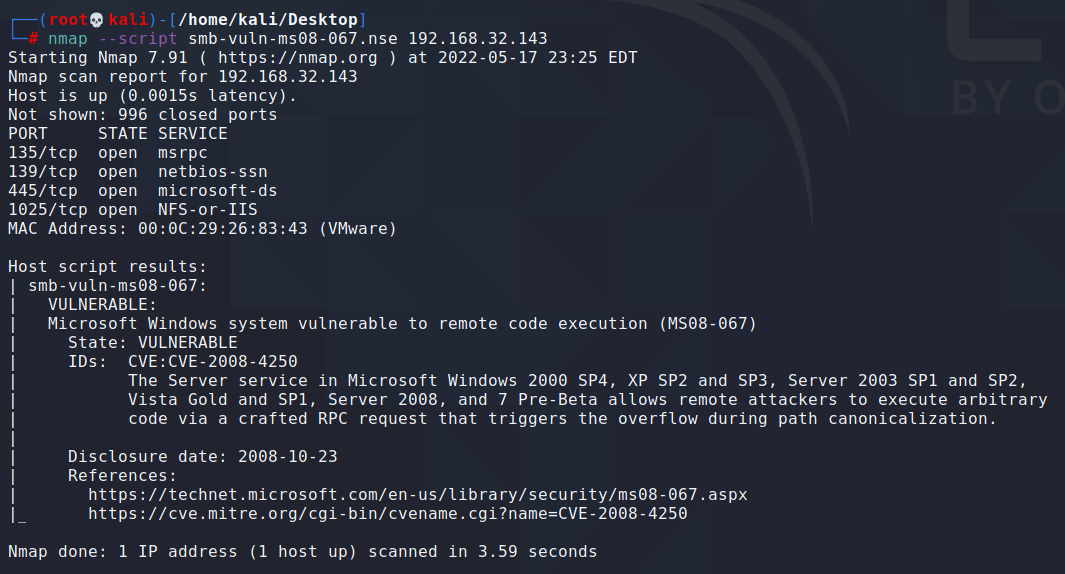 ┌──(root💀kali)-[/home/kali/Desktop]
└─# nmap --script smb-vuln-ms08-067.nse 192.168.32.143
Starting Nmap 7.91 ( https://nmap.org ) at 2022-05-17 23:25 EDT
Nmap scan report for 192.168.32.143
Host is up (0.0015s latency).
Not shown: 996 closed ports
PORT     STATE SERVICE
135/tcp  open  msrpc
139/tcp  open  netbios-ssn
445/tcp  open  microsoft-ds
1025/tcp open  NFS-or-IIS
MAC Address: 00:0C:29:26:83:43 (VMware)

Host script results:
| smb-vuln-ms08-067:
|   VULNERABLE:
|   Microsoft Windows system vulnerable to remote code execution (MS08-067)
|     State: VULNERABLE
|     IDs:  CVE:CVE-2008-4250
|           The Server service in Microsoft Windows 2000 SP4, XP SP2 and SP3, Server 2003 SP1 and SP2,
|           Vista Gold and SP1, Server 2008, and 7 Pre-Beta allows remote attackers to execute arbitrary
|           code via a crafted RPC request that triggers the overflow during path canonicalization.
|
|     Disclosure date: 2008-10-23
|     References:
|       https://technet.microsoft.com/en-us/library/security/ms08-067.aspx
|_      https://cve.mitre.org/cgi-bin/cvename.cgi?name=CVE-2008-4250

Nmap done: 1 IP address (1 host up) scanned in 3.59 seconds
BY O